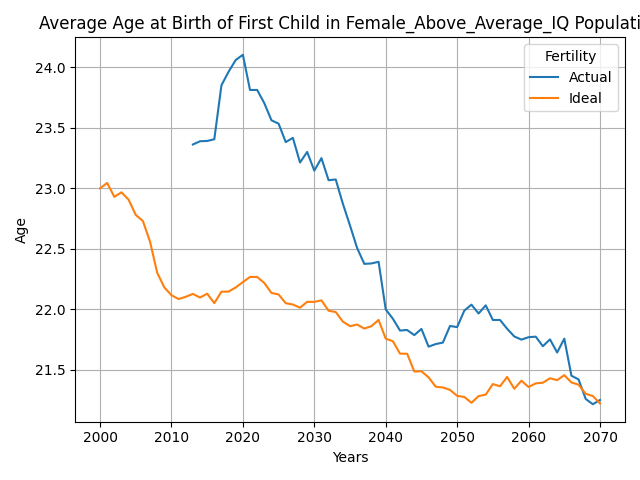 Average Age at Birth of First Child in Female_Above_Average_IQ Populati
Fertility
Actual
Ideal
24.0
23.5
23.0
22.5
22.0
21.5
Age
2000 2010 2020 2030 2040 2050 2060 2070
Years